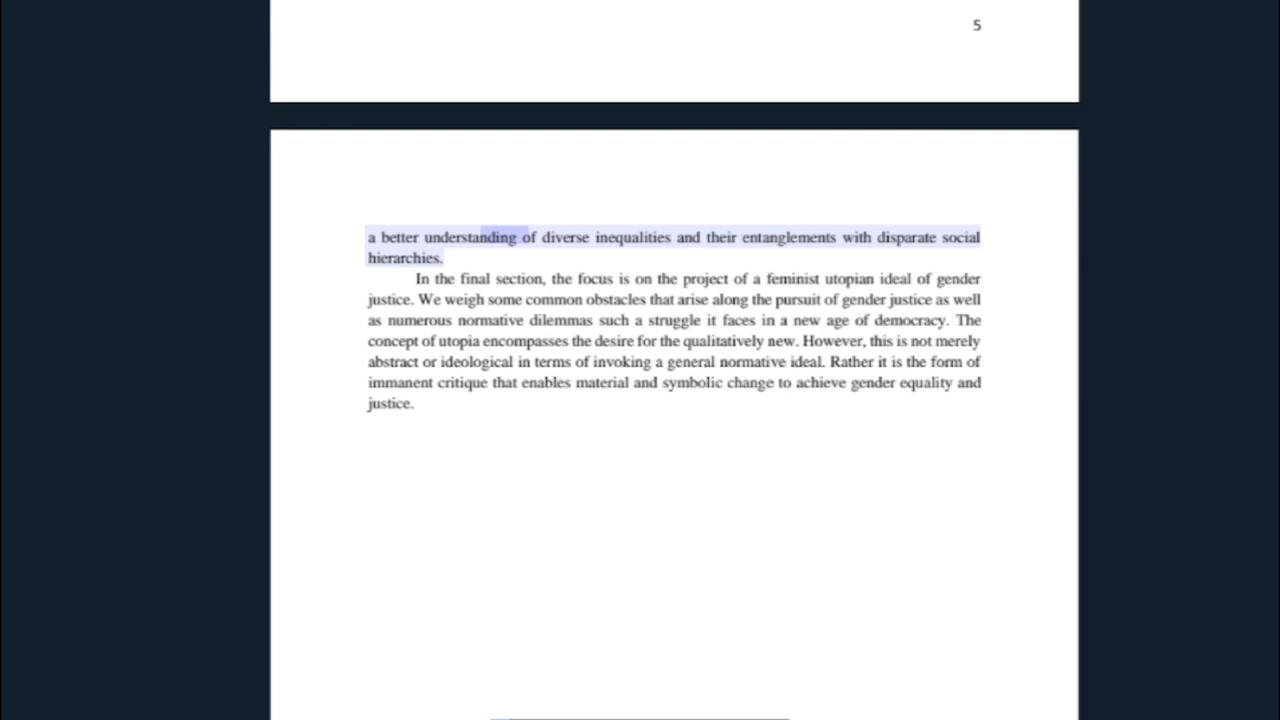 5
a better understanding of diverse inequalities and their entanglements with disparate social
hierarchies.
In the final section, the focus is on the project of a feminist utopian ideal of gender
justice. We weigh some common obstacles that arise along the pursuit of gender justice as well
as numerous normative dilemmas such a struggle it faces in a new age of democracy. The
concept of utopia encompasses the desire for the qualitatively new. However, this is not merely
abstract or ideological in terms of invoking a general normative ideal. Rather it is the form of
immanent critique that enables material and symbolic change to achieve gender equality and
justice.